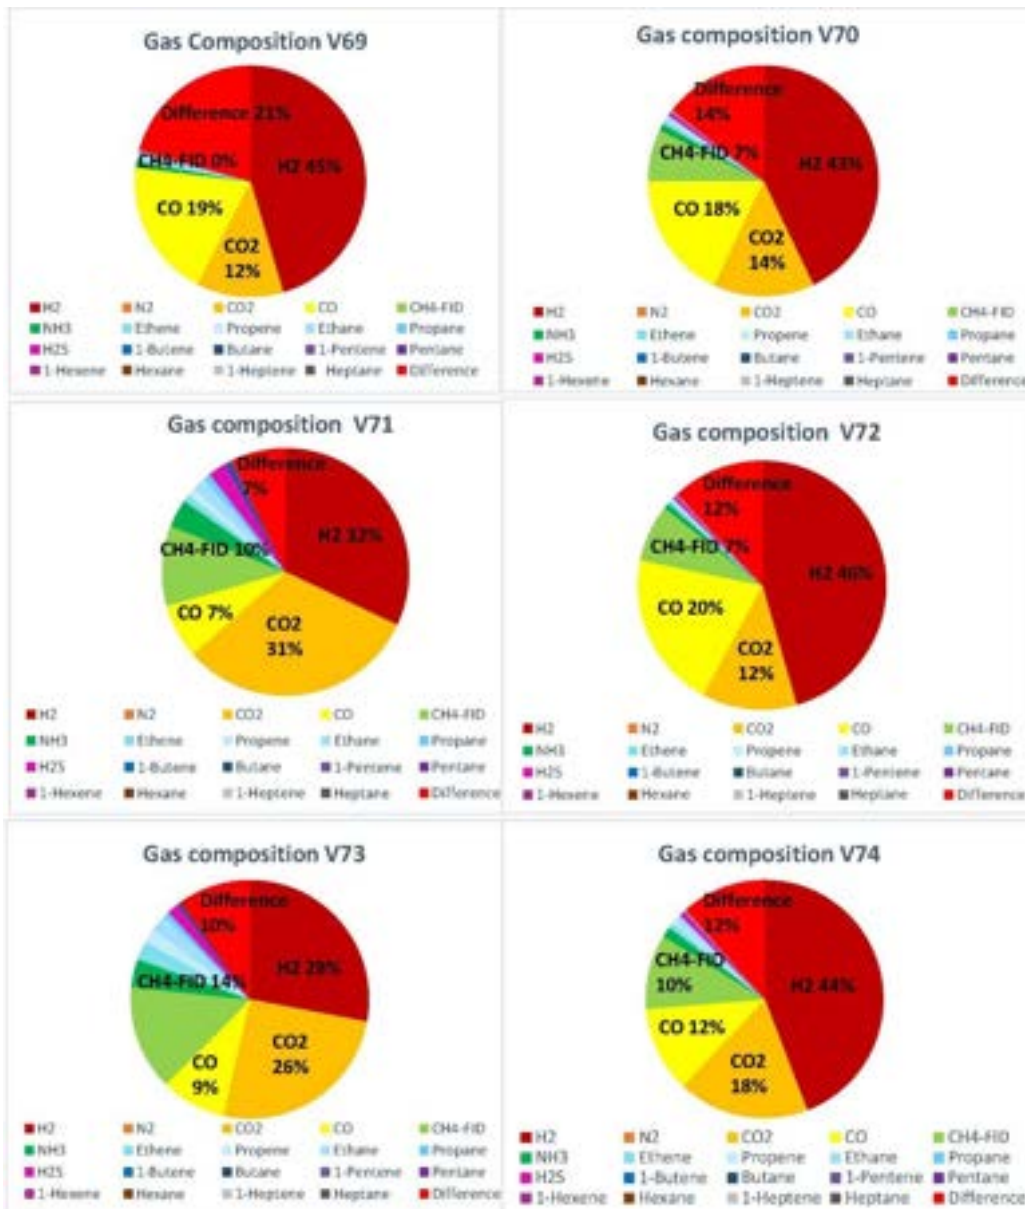 Gas Composition V69
Difference 21%
CH4-FID 0%
H2 45%
CO 19%
CO2
12%
H2 N2 CO2 CO CH4-FID
NH3 Ethene Propene Ethane Propane
H2S 1-Butene Butane 1-Pentene Pentane
1-Hexene Hexane 1-Heptene Heptane Difference
Gas composition V70
Difference
14%
CH4-FID 7%
H2 43%
CO 18%
CO2
14%
H2 N2 CO2 CO CH4-FID
NH3 Ethene Propene Ethane Propane
H2S 1-Butene Butane 1-Pentene Pentane
1-Hexene Hexane 1-Heptene Heptane Difference
Gas composition V71
Difference
7%
H2 32%
CH4-FID 10%
CO 7%
CO2
31%
H2 N2 CO2 CO CH4-FID
NH3 Ethene Propene Ethane Propane
H2S 1-Butene Butane 1-Pentene Pentane
1-Hexene Hexane 1-Heptene Heptane Difference
Gas composition V72
Difference
12%
CH4-FID 7%
H2 46%
CO 20%
CO2
12%
H2 N2 CO2 CO CH4-FID
NH3 Ethene Propene Ethane Propane
H2S 1-Butene Butane 1-Pentene Pentane
1-Hexene Hexane 1-Heptene Heptane Difference
Gas composition V73
Difference
10%
H2 28%
CH4-FID 14%
CO2
26%
CO
9%
H2 N2 CO2 CO CH4-FID
NH3 Ethene Propene Ethane Propane
H2S 1-Butene Butane 1-Pentene Pentane
1-Hexene Hexane 1-Heptene Heptane Difference
Gas composition V74
Difference
12%
CH4-FID
10%
H2 44%
CO 12%
CO2
18%
H2 N2 CO2 CO CH4-FID
NH3 Ethene Propene Ethane Propane
H2S 1-Butene Butane 1-Pentene Pentane
1-Hexene Hexane 1-Heptene Heptane Difference